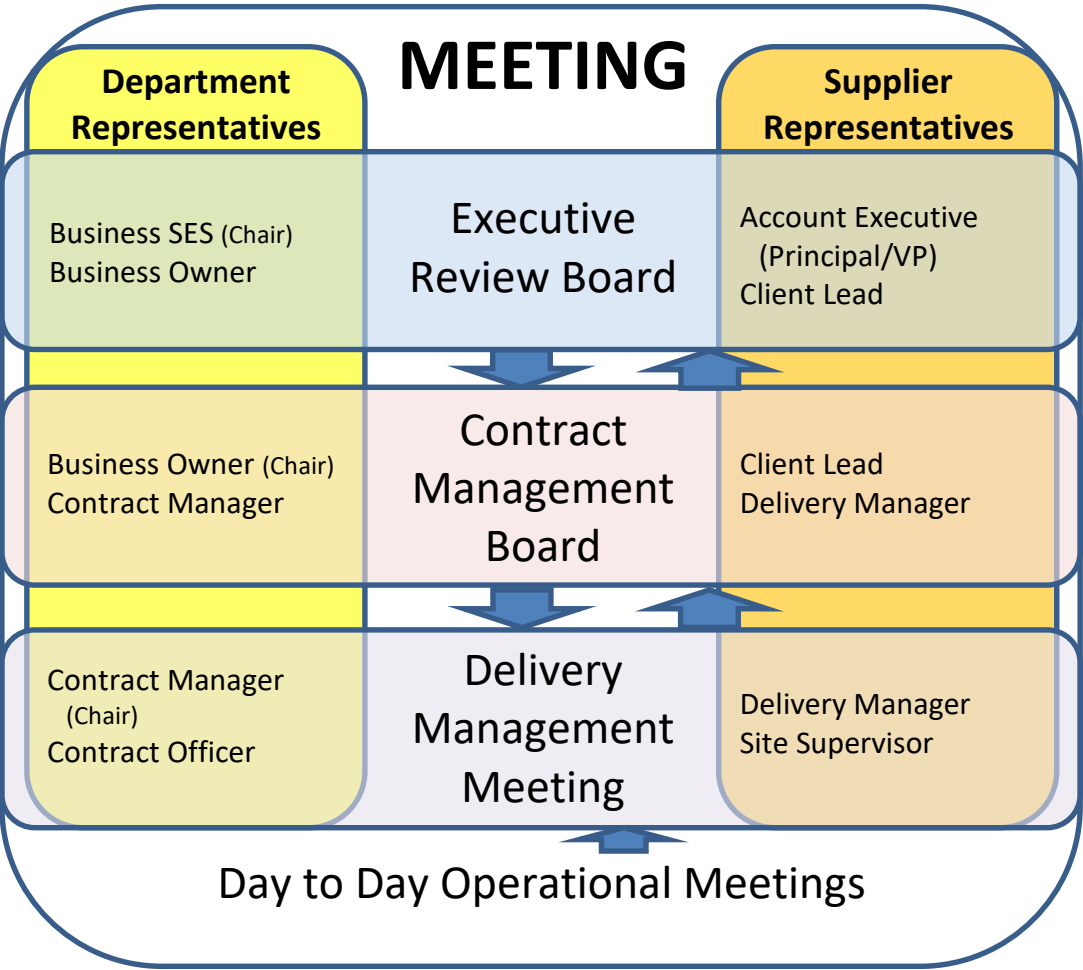 MEETING
Department
Representatives
Supplier
Representatives
Business SES (Chair)
Business Owner
Executive
Review Board
Account Executive
(Principal/VP)
Client Lead
Business Owner (Chair)
Contract Manager
Contract
Management
Board
Client Lead
Delivery Manager
Contract Manager
(Chair)
Contract Officer
Delivery
Management
Meeting
Delivery Manager
Site Supervisor
Day to Day Operational Meetings